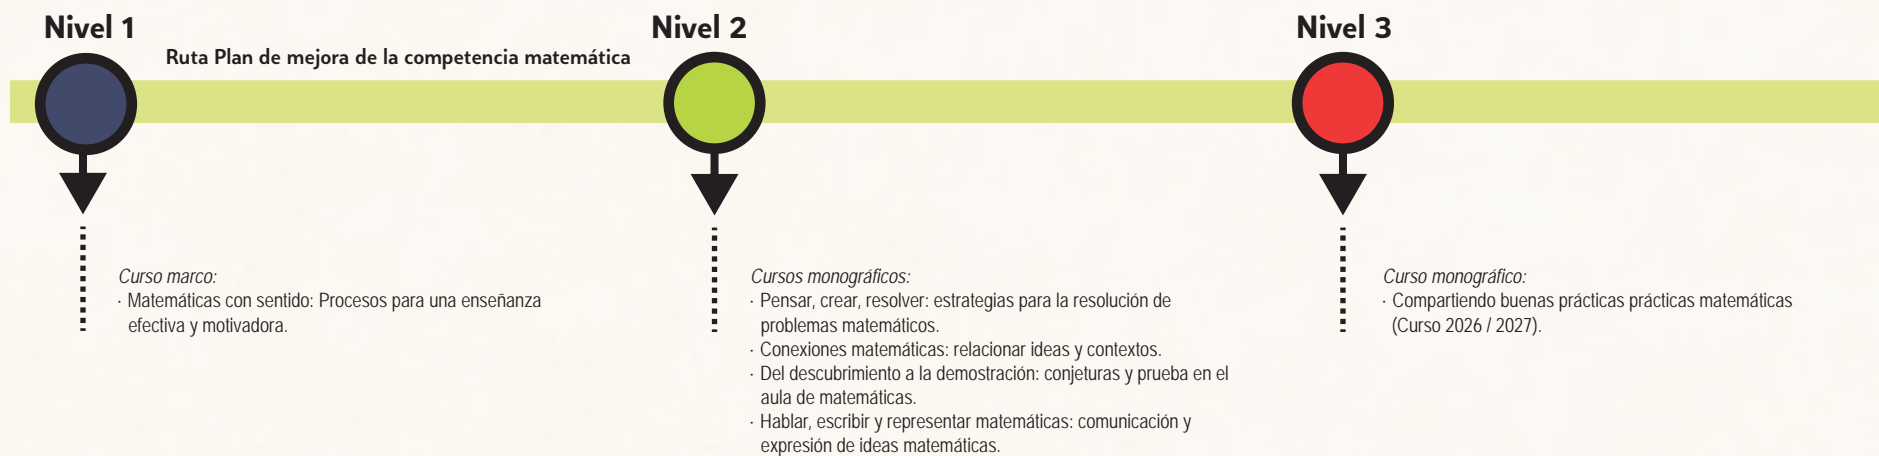 Nivel 1
Ruta Plan de mejora de la competencia matemática
Nivel 2
Nivel 3
Curso marco:
· Matemáticas con sentido: Procesos para una enseñanza
efectiva y motivadora.
Cursos monográficos:
· Pensar, crear, resolver: estrategias para la resolución de
problemas matemáticos.
· Conexiones matemáticas: relacionar ideas y contextos.
· Del descubrimiento a la demostración: conjeturas y prueba en el
aula de matemáticas.
· Hablar, escribir y representar matemáticas: comunicación y
expresión de ideas matemáticas.
Curso monográfico:
· Compartiendo buenas prácticas prácticas matemáticas
(Curso 2026 / 2027).